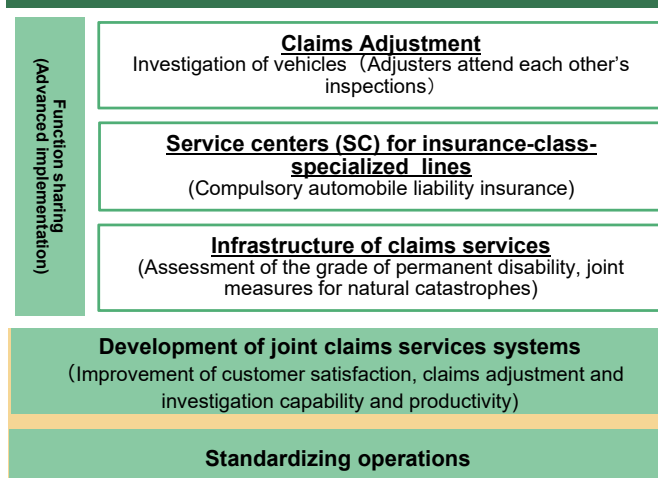 Function sharing
(Advanced implementation)
Claims Adjustment
Investigation of vehicles（Adjusters attend each other’s
inspections）
Service centers (SC) for insurance-class-
specialized lines
(Compulsory automobile liability insurance)
Infrastructure of claims services
(Assessment of the grade of permanent disability, joint
measures for natural catastrophes)
Development of joint claims services systems
（Improvement of customer satisfaction, claims adjustment and
investigation capability and productivity)
Standardizing operations